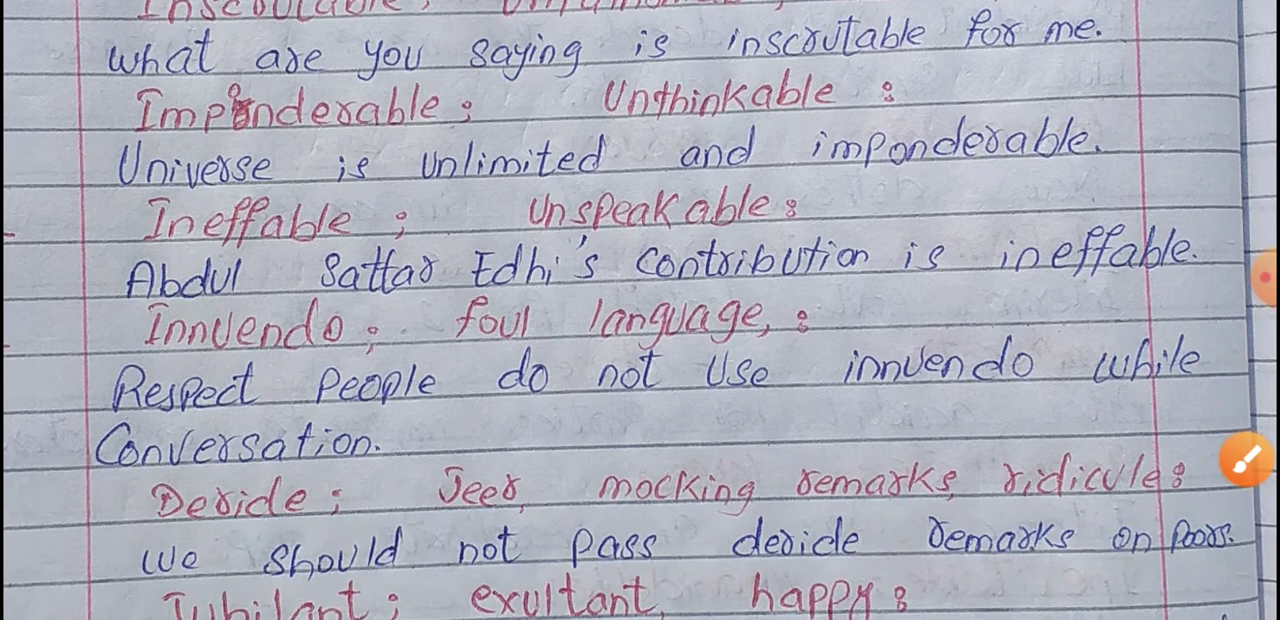 Inscrutable;
what are you saying is inscrutable for me.
Imponderable; Unthinkable :
Universe is unlimited and imponderable.
Ineffable ; Unspeakable :
Abdul Sattar Edhi's contribution is ineffable.
Innuendo ; foul language, :
Respect People do not Use innuendo while
Conversation.
Deride ; Jeer, mocking remarks, ridicule :
we should not pass deride remarks on poors.
Jubilant ; exultant, happy :